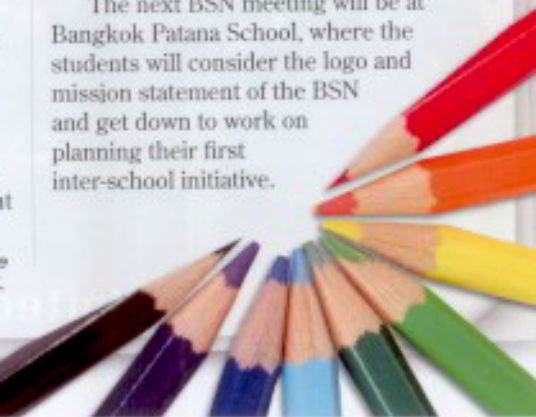 The next BSN meeting will be at
Bangkok Patana School, where the
students will consider the logo and
mission statement of the BSN
and get down to work on
planning their first
inter-school initiative.